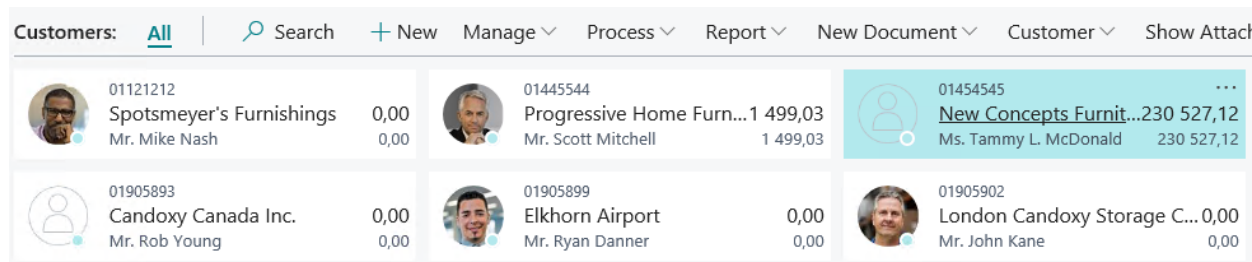 Customers: All Search + New Manage Process Report New Document Customer Show Attach
01121212
Spotsmeyer's Furnishings 0,00
Mr. Mike Nash 0,00
01445544
Progressive Home Furn... 1 499,03
Mr. Scott Mitchell 1 499,03
01454545 ...
New Concepts Furnit... 230 527,12
Ms. Tammy L. McDonald 230 527,12
01905893
Candoxy Canada Inc. 0,00
Mr. Rob Young 0,00
01905899
Elkhorn Airport 0,00
Mr. Ryan Danner 0,00
01905902
London Candoxy Storage C... 0,00
Mr. John Kane 0,00